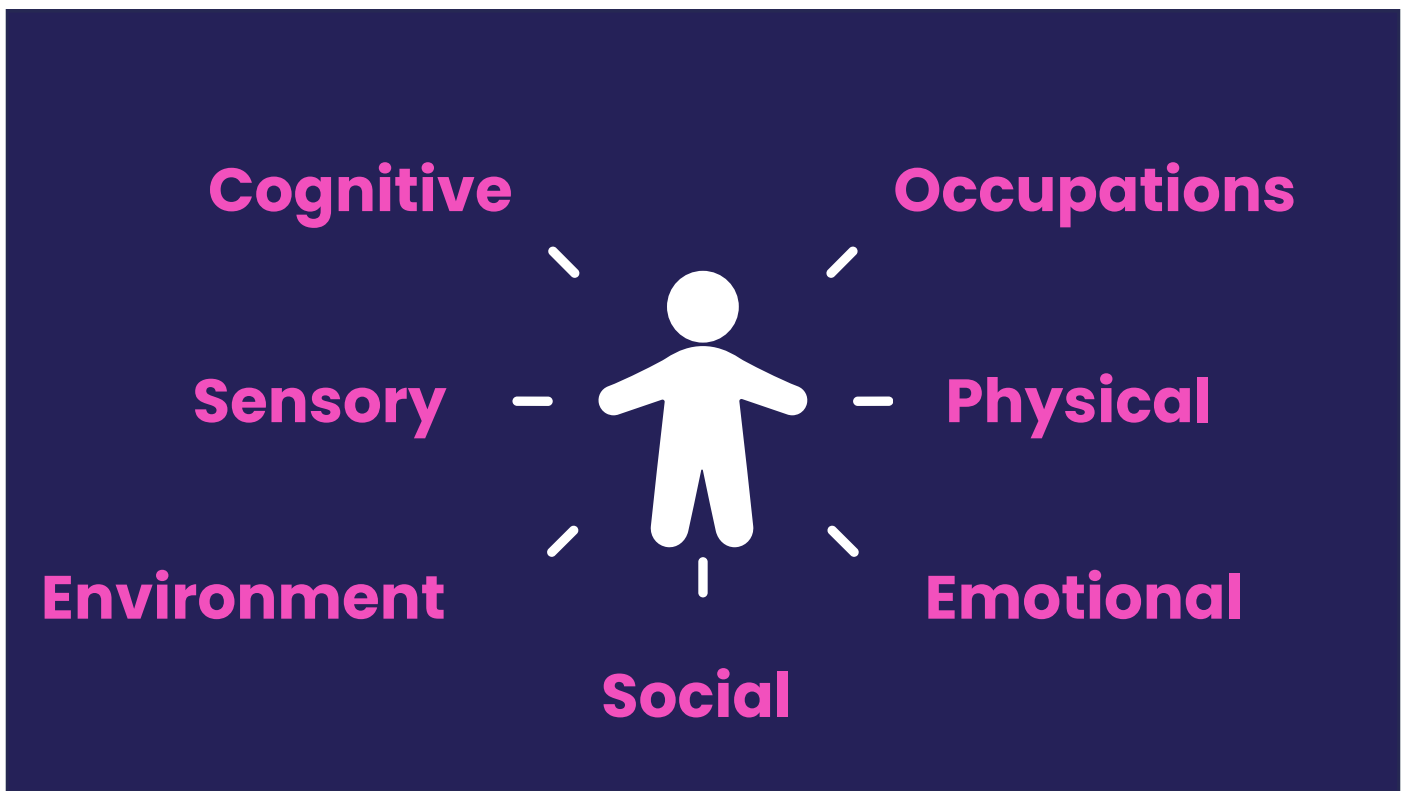 Cognitive
Occupations
Sensory
Physical
Environment
Emotional
Social